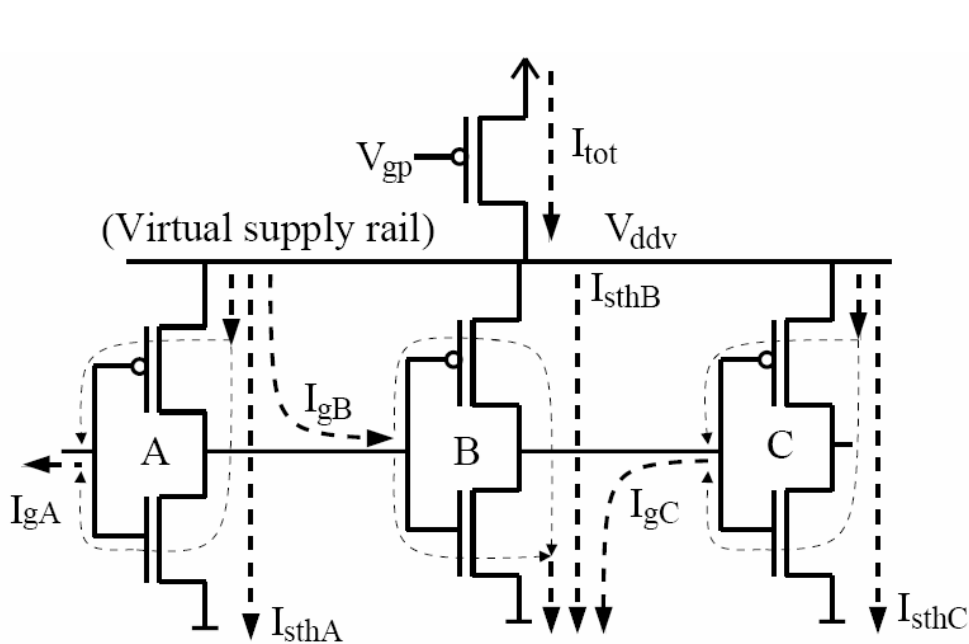 V_gp
I_tot
(Virtual supply rail)
V_ddv
I_sthB
I_gB
A
B
C
I_gA
I_gC
I_sthA
I_sthC